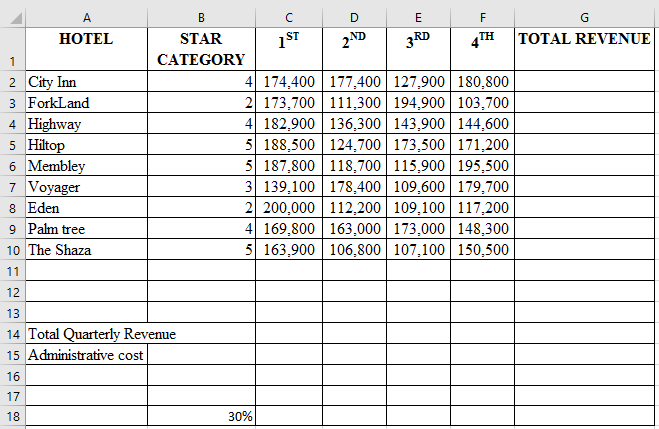 A B C D E F G
1 HOTEL STAR CATEGORY 1ST 2ND 3RD 4TH TOTAL REVENUE
2 City Inn 4 174,400 177,400 127,900 180,800
3 ForkLand 2 173,700 111,300 194,900 103,700
4 Highway 4 182,900 136,300 143,900 144,600
5 Hiltop 5 188,500 124,700 173,500 171,200
6 Membley 5 187,800 118,700 115,900 195,500
7 Voyager 3 139,100 178,400 109,600 179,700
8 Eden 2 200,000 112,200 109,100 117,200
9 Palm tree 4 169,800 163,000 173,000 148,300
10 The Shaza 5 163,900 106,800 107,100 150,500
11
12
13
14 Total Quarterly Revenue
15 Administrative cost
16
17
18 30%